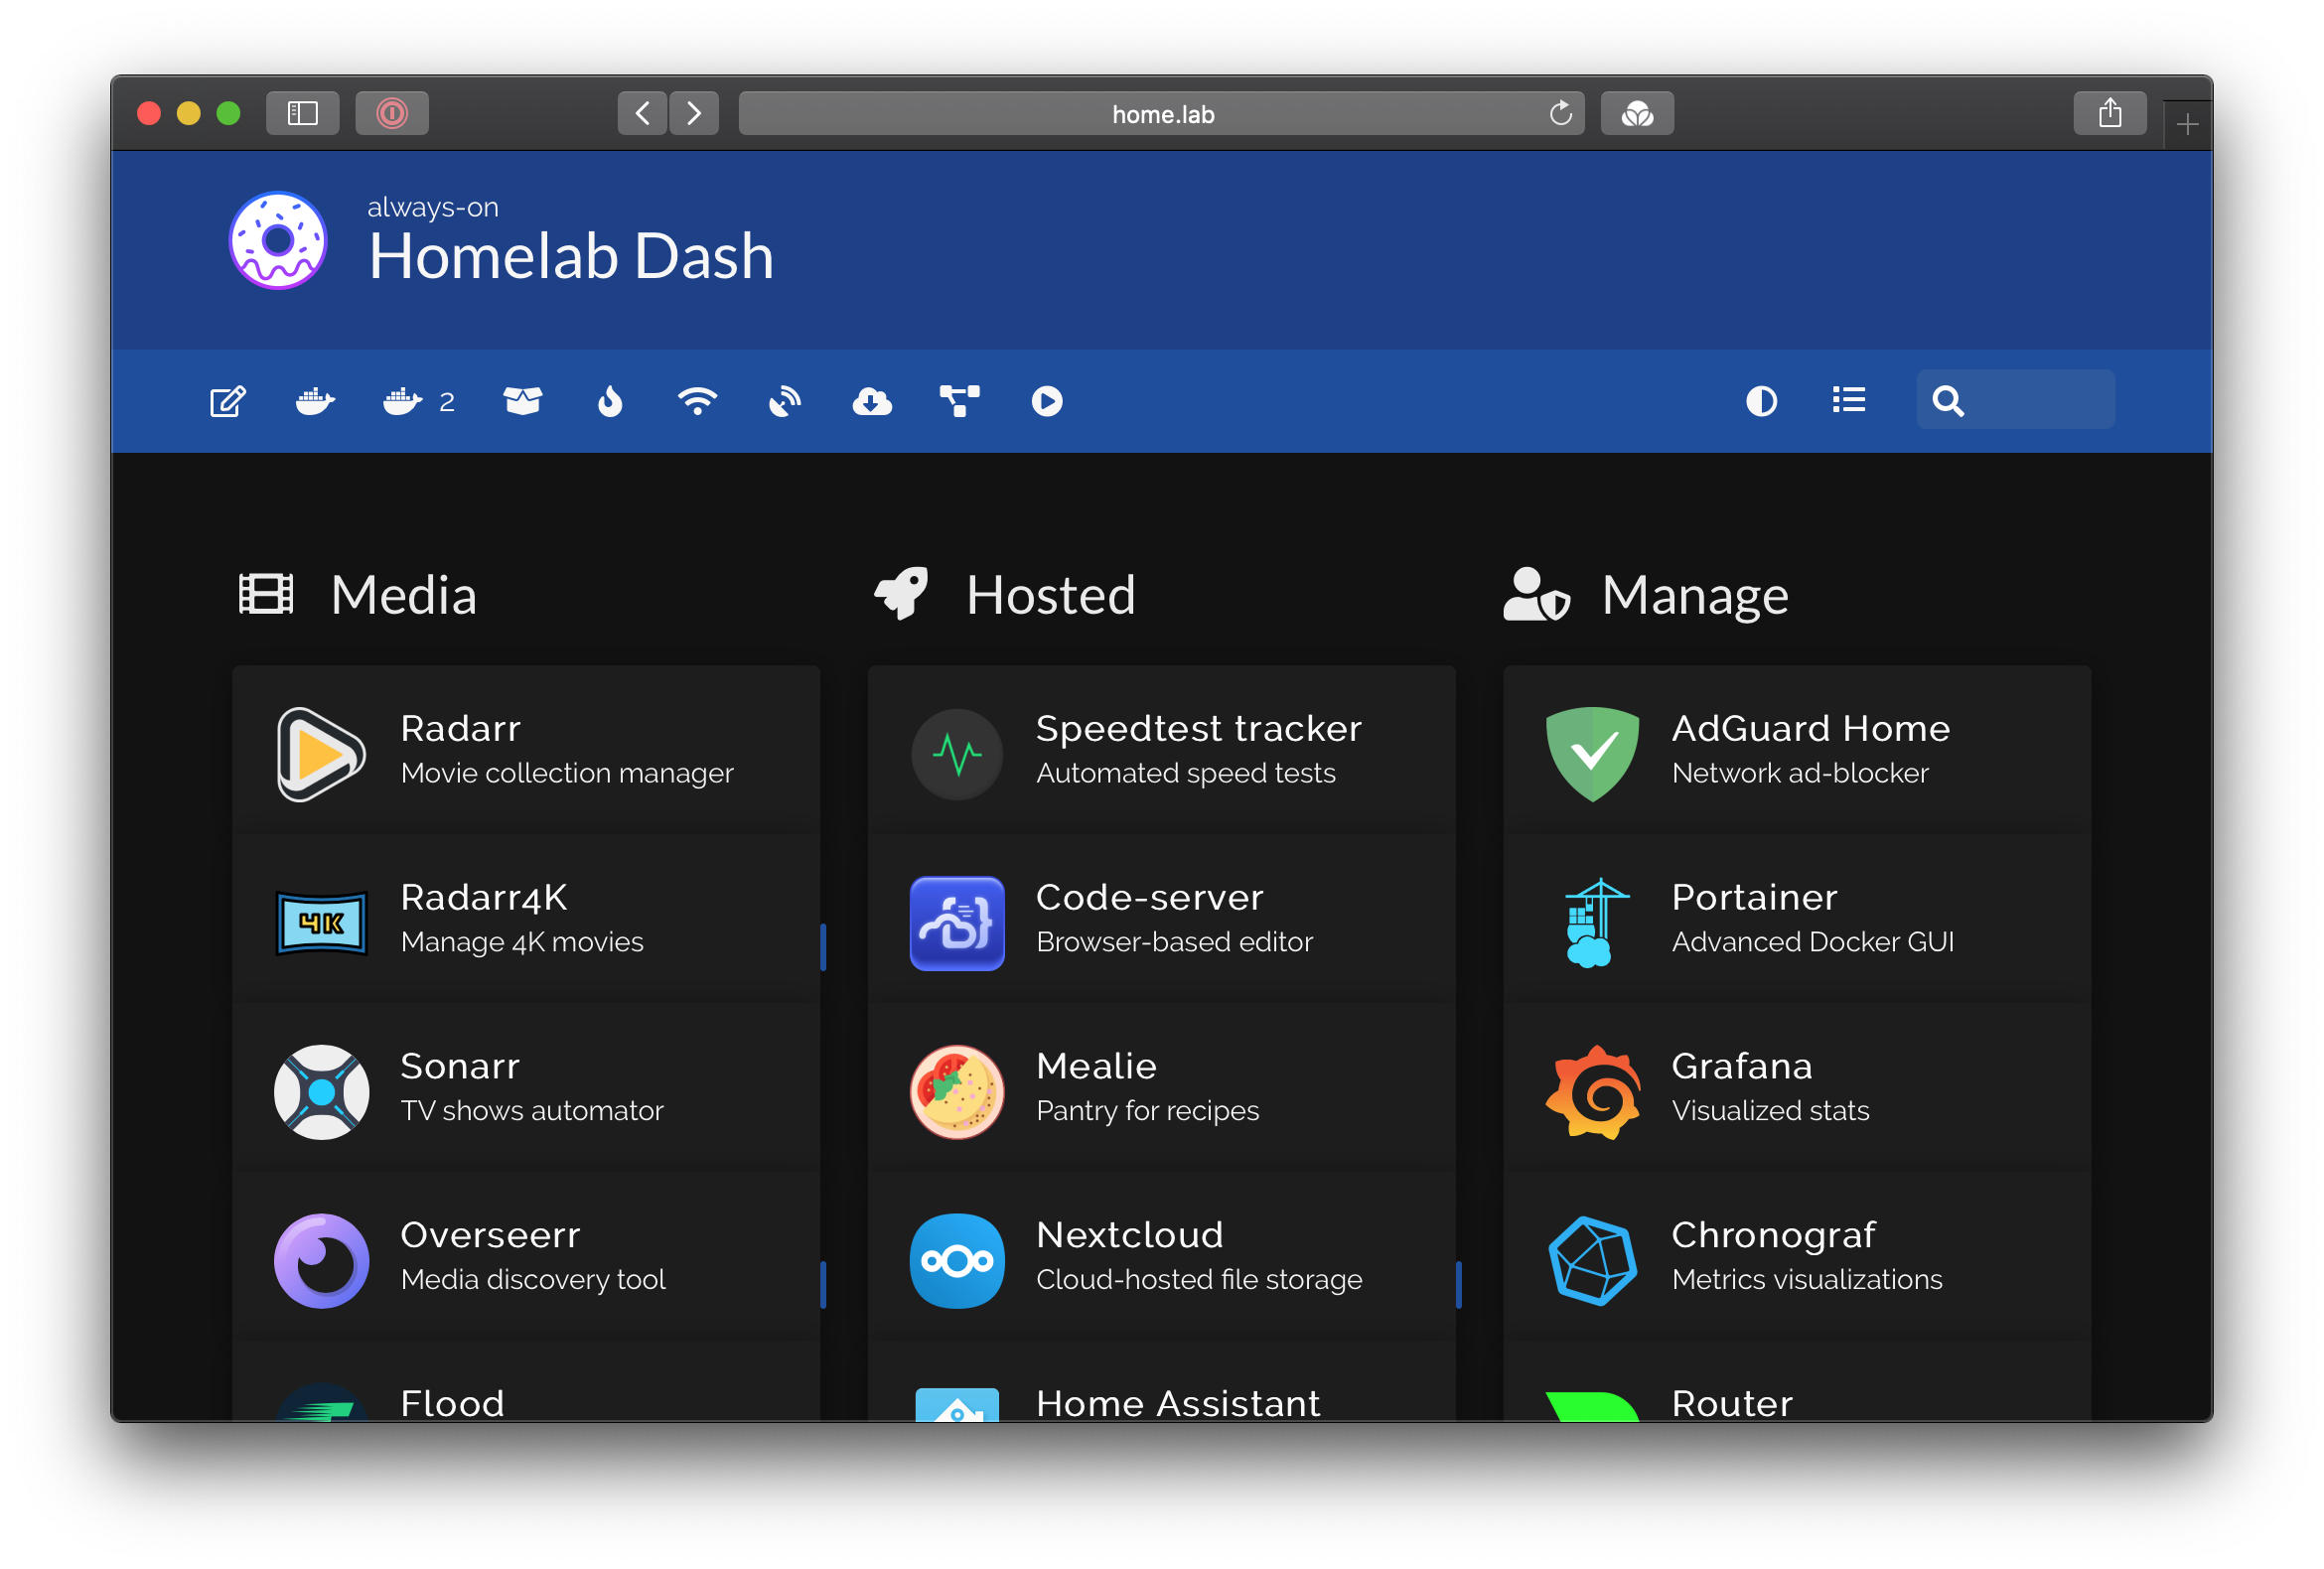 home.lab
always-on
Homelab Dash
2
Media
Radarr
Movie collection manager
4K
Radarr4K
Manage 4K movies
Sonarr
TV shows automator
Overseerr
Media discovery tool
Flood
Hosted
Speedtest tracker
Automated speed tests
Code-server
Browser-based editor
Mealie
Pantry for recipes
Nextcloud
Cloud-hosted file storage
Home Assistant
Manage
AdGuard Home
Network ad-blocker
Portainer
Advanced Docker GUI
Grafana
Visualized stats
Chronograf
Metrics visualizations
Router